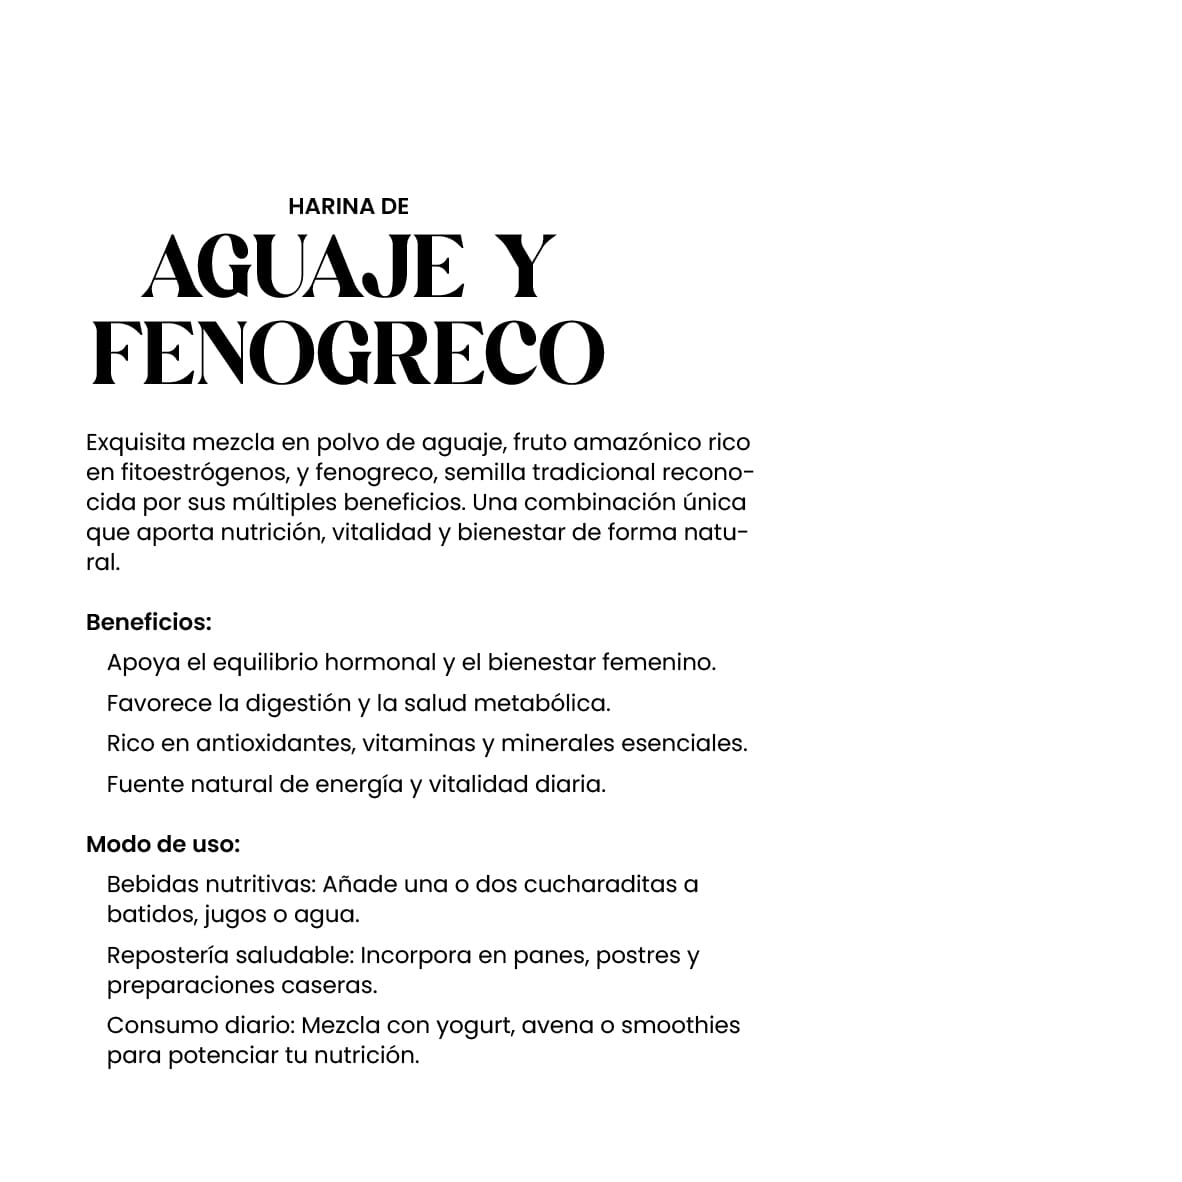 HARINA DE
AGUAJE Y
FENOGRECO
Exquisita mezcla en polvo de aguaje, fruto amazónico rico
en fitoestrógenos, y fenogreco, semilla tradicional recono-
cida por sus múltiples beneficios. Una combinación única
que aporta nutrición, vitalidad y bienestar de forma natu-
ral.
Beneficios:
Apoya el equilibrio hormonal y el bienestar femenino.
Favorece la digestión y la salud metabólica.
Rico en antioxidantes, vitaminas y minerales esenciales.
Fuente natural de energía y vitalidad diaria.
Modo de uso:
Bebidas nutritivas: Añade una o dos cucharaditas a
batidos, jugos o agua.
Repostería saludable: Incorpora en panes, postres y
preparaciones caseras.
Consumo diario: Mezcla con yogurt, avena o smoothies
para potenciar tu nutrición.